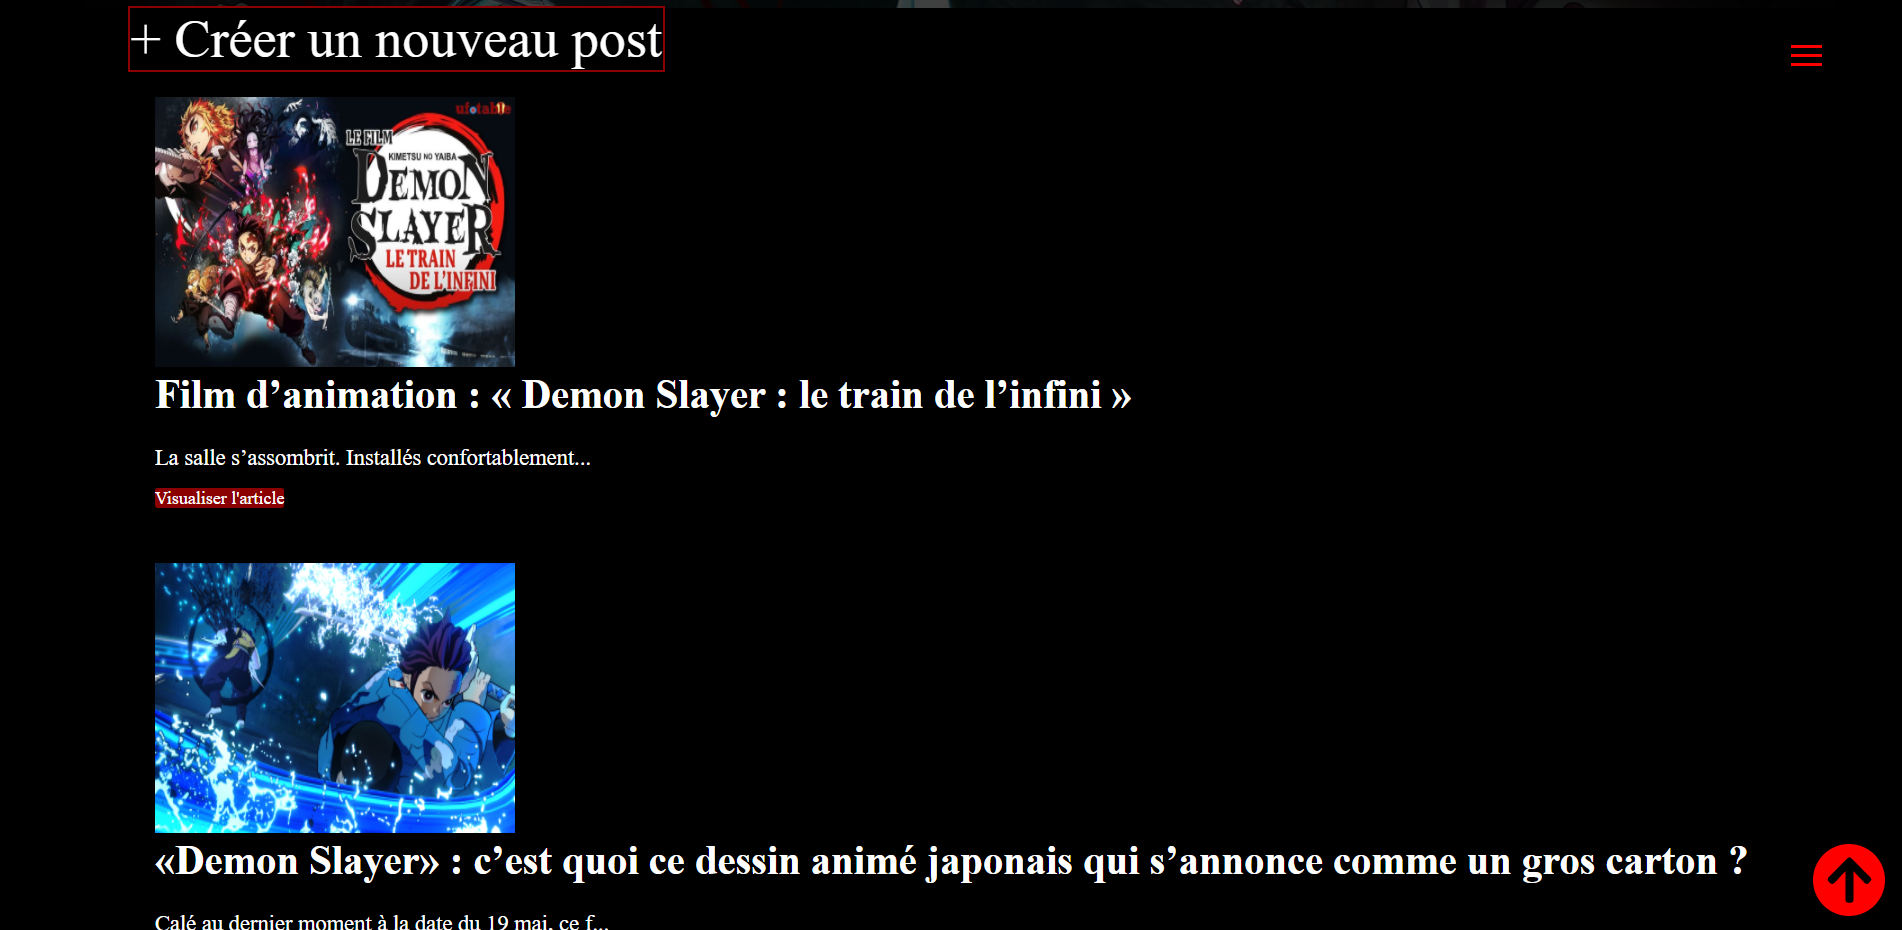 + Créer un nouveau post
ufotable
LE FILM
KIMETSU NO YAIBA
DEMON
SLAYER
LE TRAIN
DE L'INFINI
Film d’animation : « Demon Slayer : le train de l’infini »
La salle s’assombrit. Installés confortablement...
Visualiser l'article
«Demon Slayer» : c’est quoi ce dessin animé japonais qui s’annonce comme un gros carton ?
Calé au dernier moment à la date du 19 mai, ce f...